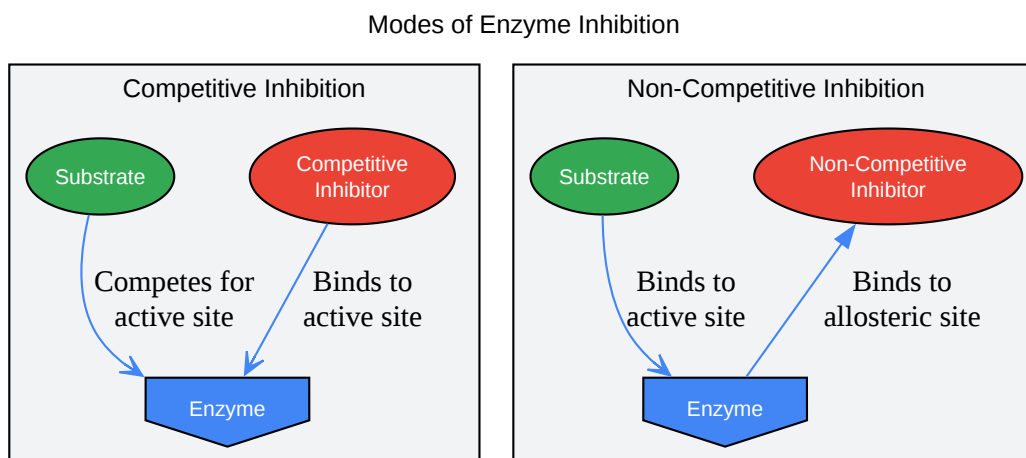 Modes of Enzyme Inhibition
Competitive Inhibition
Substrate
Competitive
Inhibitor
Competes for
active site
Binds to
active site
Enzyme
Non-Competitive Inhibition
Substrate
Non-Competitive
Inhibitor
Binds to
active site
Binds to
allosteric site
Enzyme